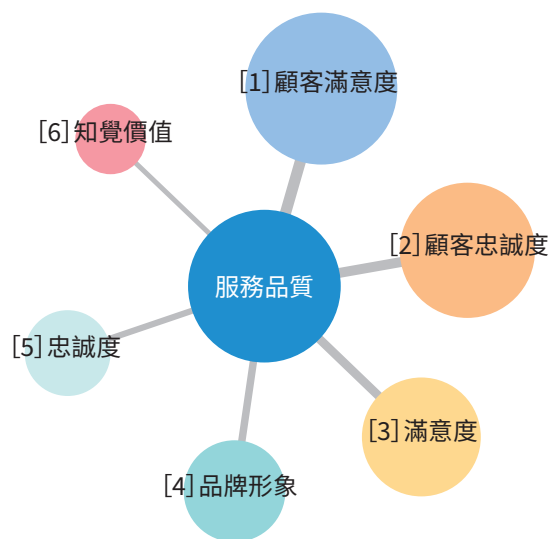 [1]顧客滿意度
[2]顧客忠誠度
[3]滿意度
[4]品牌形象
[5]忠誠度
[6]知覺價值
服務品質